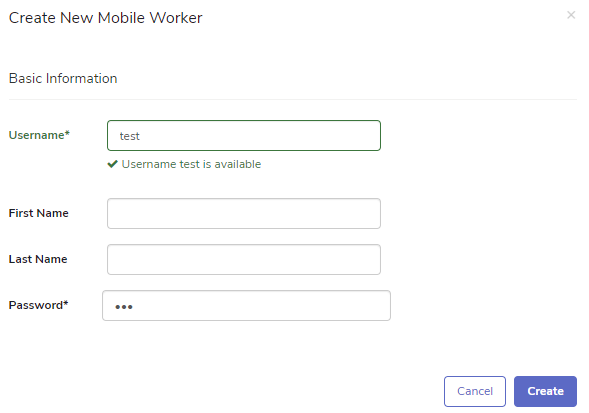 Create New Mobile Worker ×
Basic Information
Username* test
✔ Username test is available
First Name
Last Name
Password* •••
Cancel Create